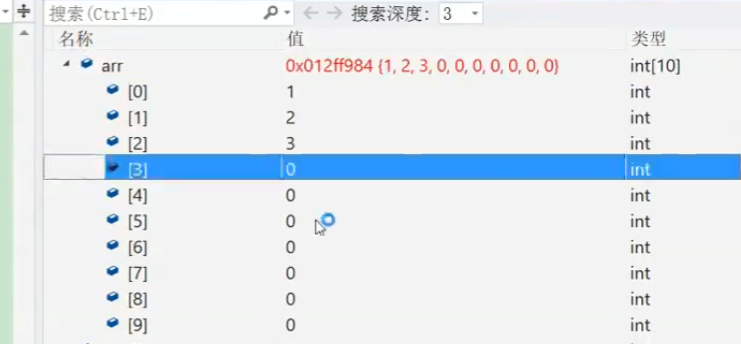 搜索(Ctrl+E) 搜索深度: 3
名称 值 类型
arr 0x012ff984 {1, 2, 3, 0, 0, 0, 0, 0, 0, 0} int[10]
[0] 1 int
[1] 2 int
[2] 3 int
[3] 0 int
[4] 0 int
[5] 0 int
[6] 0 int
[7] 0 int
[8] 0 int
[9] 0 int